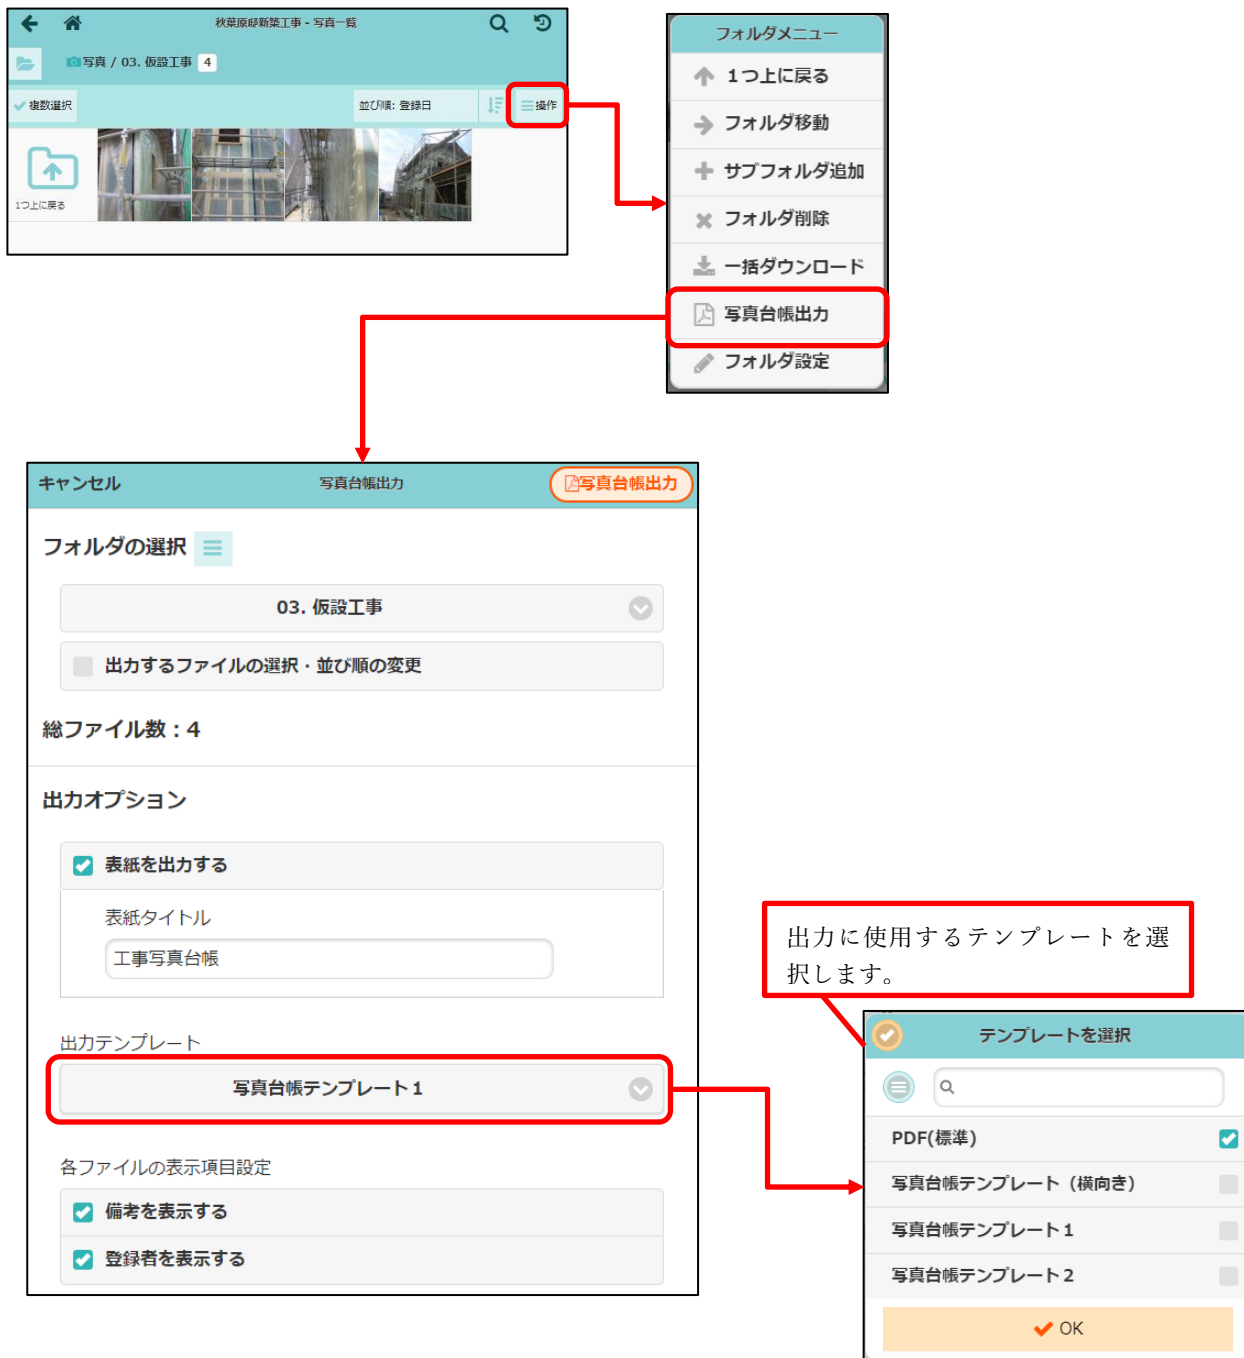 秋葉原邸新築工事 - 写真一覧
写真 / 03. 仮設工事 4
複数選択
並び順: 登録日
操作
1つ上に戻る
フォルダメニュー
1つ上に戻る
フォルダ移動
サブフォルダ追加
フォルダ削除
一括ダウンロード
写真台帳出力
フォルダ設定
キャンセル
写真台帳出力
写真台帳出力
フォルダの選択
03. 仮設工事
出力するファイルの選択・並び順の変更
総ファイル数：4
出力オプション
表紙を出力する
表紙タイトル
工事写真台帳
出力テンプレート
写真台帳テンプレート１
各ファイルの表示項目設定
備考を表示する
登録者を表示する
出力に使用するテンプレートを選
択します。
テンプレートを選択
PDF(標準)
写真台帳テンプレート（横向き）
写真台帳テンプレート１
写真台帳テンプレート２
OK